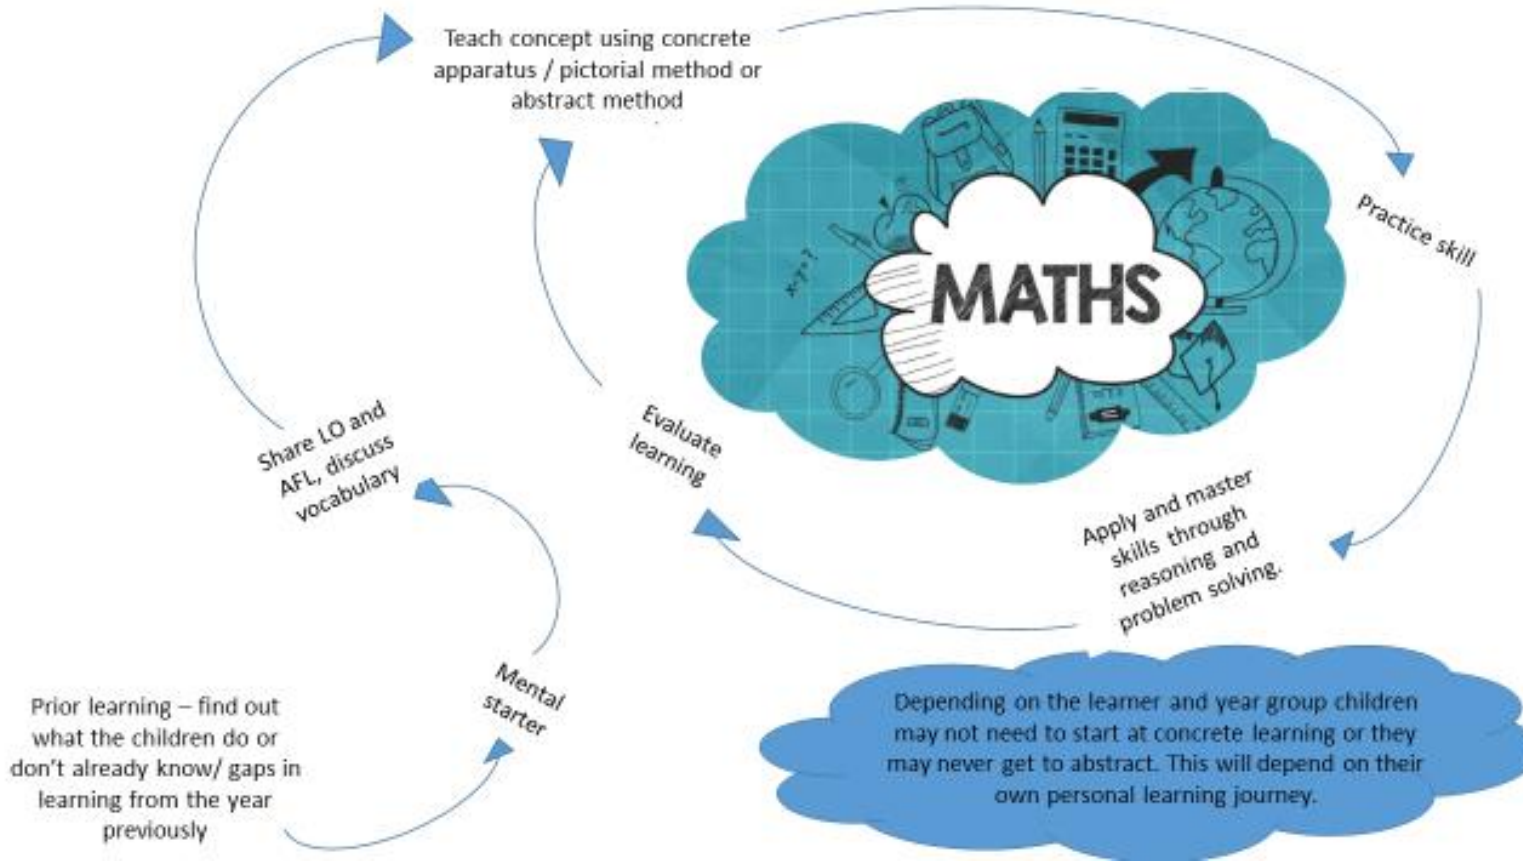 Teach concept using concrete
apparatus / pictorial method or
abstract method
Practice skill
x-y=?
MATHS
Share LO and
AFL, discuss
vocabulary
Evaluate
learning
Apply and master
skills through
reasoning and
problem solving.
Mental
starter
Prior learning – find out
what the children do or
don't already know/ gaps in
learning from the year
previously
Depending on the learner and year group children
may not need to start at concrete learning or they
may never get to abstract. This will depend on their
own personal learning journey.